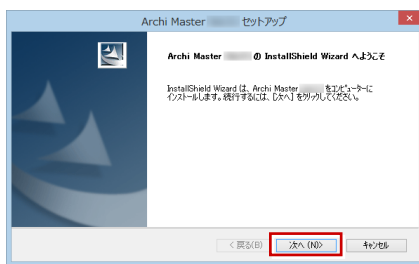 Archi Master セットアップ
Archi Master の InstallShield Wizard へようこそ
InstallShield Wizard は、Archi Master をコンピューターに
インストールします。続行するには、[次へ] をクリックしてください。
< 戻る(B)
次へ (N)>
キャンセル